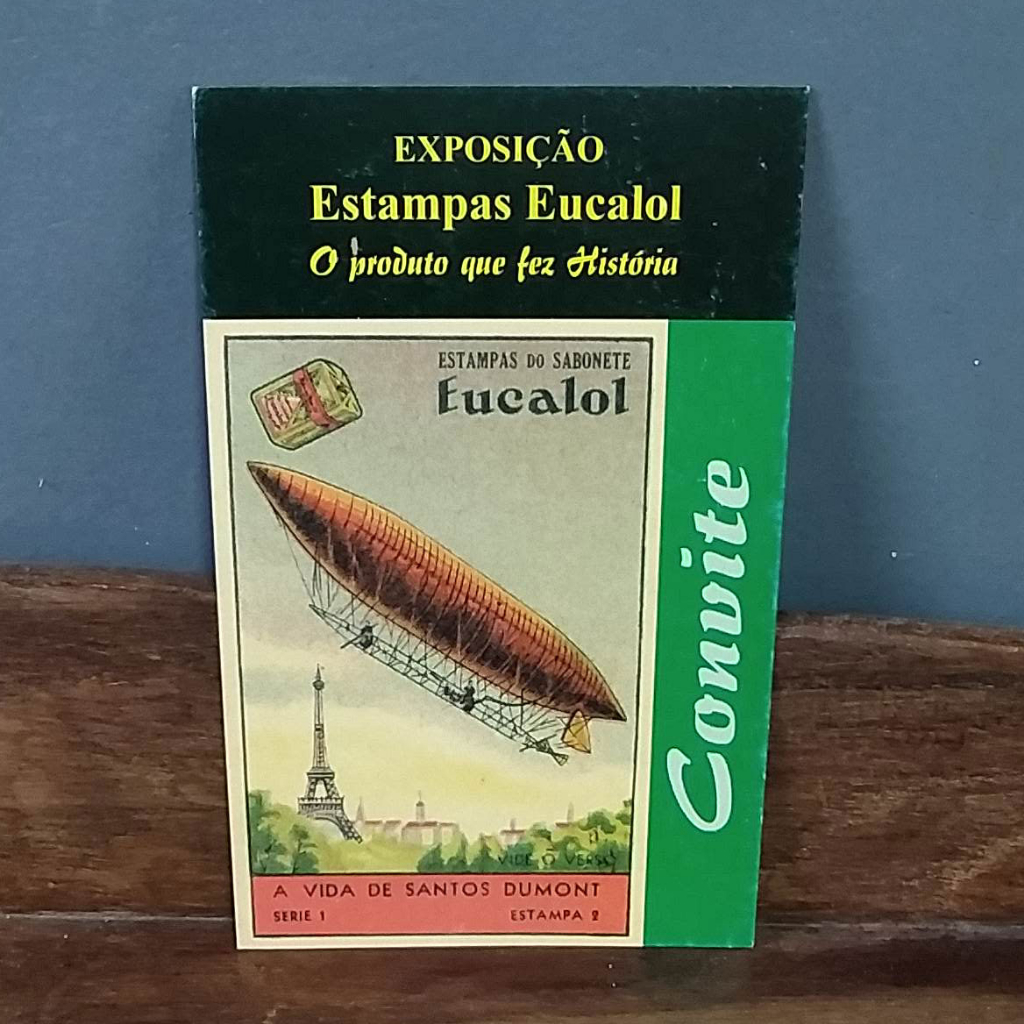 EXPOSIÇÃO
Estampas Eucalol
O produto que fez História
ESTAMPAS DO SABONETE
Eucalol
Convite
VIDE O VERSO
A VIDA DE SANTOS DUMONT
SERIE 1
ESTAMPA 2